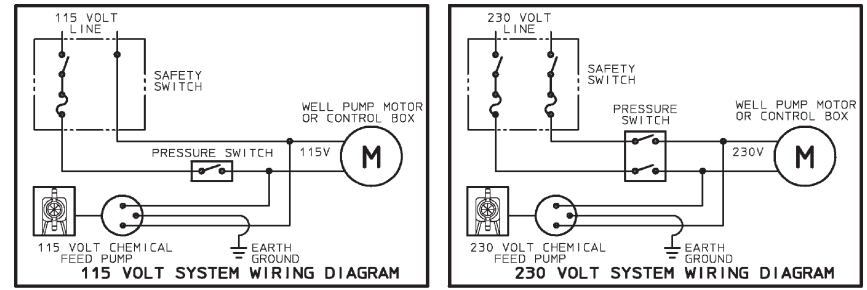 115 VOLT
LINE
SAFETY
SWITCH
WELL PUMP MOTOR
OR CONTROL BOX
PRESSURE SWITCH
115V
M
115 VOLT CHEMICAL
FEED PUMP
EARTH
GROUND
115 VOLT SYSTEM WIRING DIAGRAM
230 VOLT
LINE
SAFETY
SWITCH
PRESSURE
SWITCH
WELL PUMP MOTOR
OR CONTROL BOX
230V
M
230 VOLT CHEMICAL
FEED PUMP
EARTH
GROUND
230 VOLT SYSTEM WIRING DIAGRAM